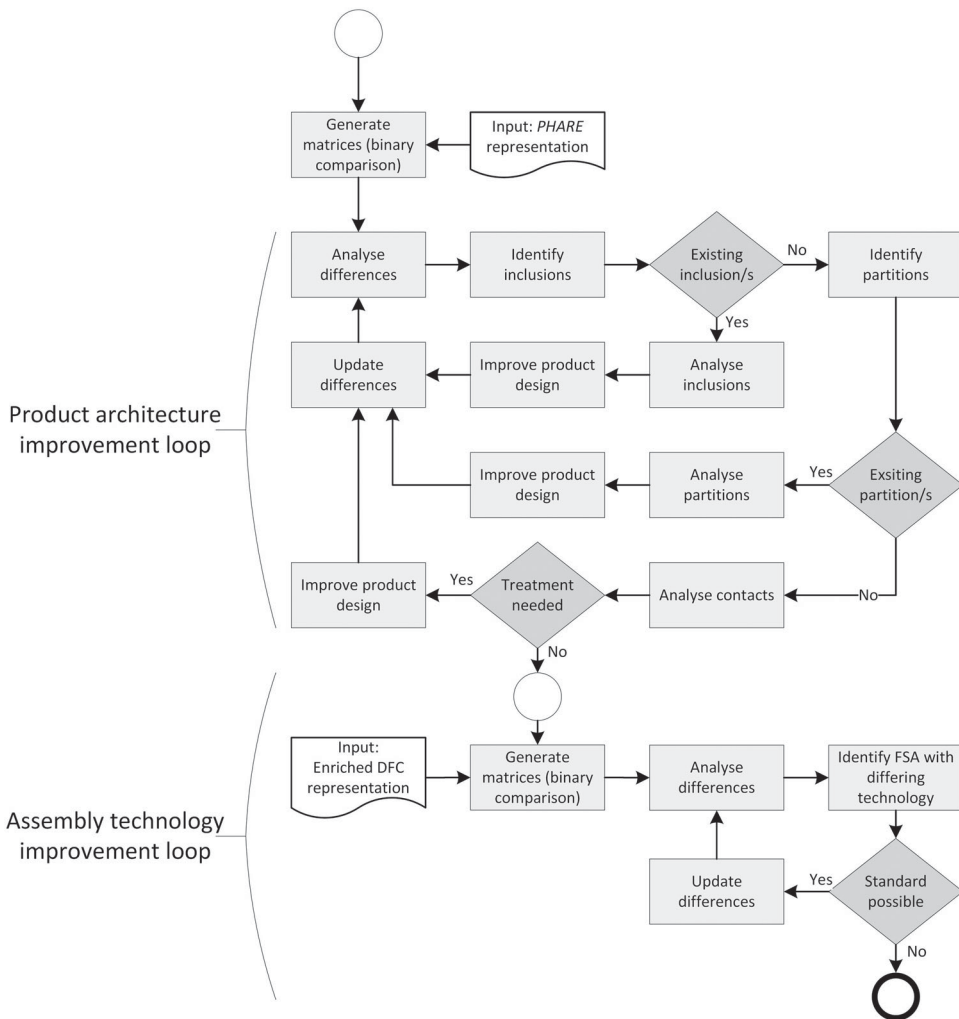 Generate
matrices (binary
comparison)
Input: PHARE
representation
Analyse
differences
Identify
inclusions
Existing
inclusion/s
No
Identify
partitions
Yes
Update
differences
Improve product
design
Analyse
inclusions
Product architecture
improvement loop
Improve product
design
Analyse
partitions
Yes
Exsiting
partition/s
Improve product
design
Yes
Treatment
needed
Analyse contacts
No
No
Input:
Enriched DFC
representation
Generate
matrices (binary
comparison)
Analyse
differences
Identify FSA with
differing
technology
Assembly technology
improvement loop
Update
differences
Yes
Standard
possible
No